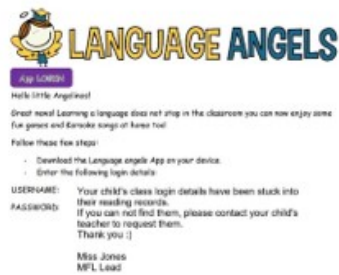 LANGUAGE ANGELS
App LOGIN
Hello little Angelinos!
Great news! Learning a language does not stop in the classroom you can now enjoy some
fun games and Karaoke songs at home too!
Follow these few steps:
- Download the Language angels App on your device.
- Enter the following login details:
USERNAME:
PASSWORD:
Your child's class login details have been stuck into
their reading records.
If you can not find them, please contact your child's
teacher to request them.
Thank you :)
Miss Jones
MFL Lead